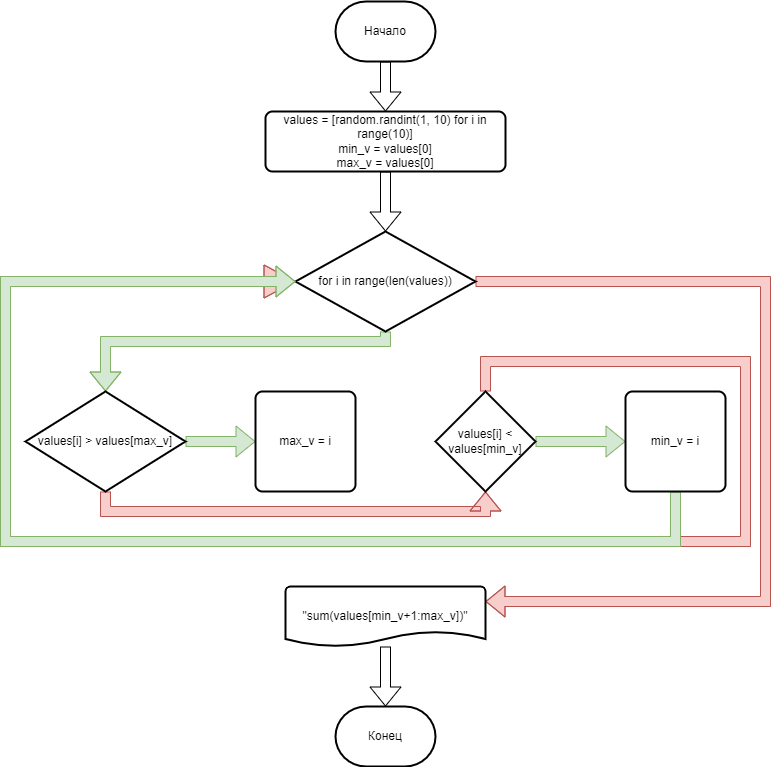 Начало
values = [random.randint(1, 10) for i in
range(10)]
min_v = values[0]
max_v = values[0]
for i in range(len(values))
values[i] > values[max_v]
max_v = i
values[i] <
values[min_v]
min_v = i
"sum(values[min_v+1:max_v])"
Конец